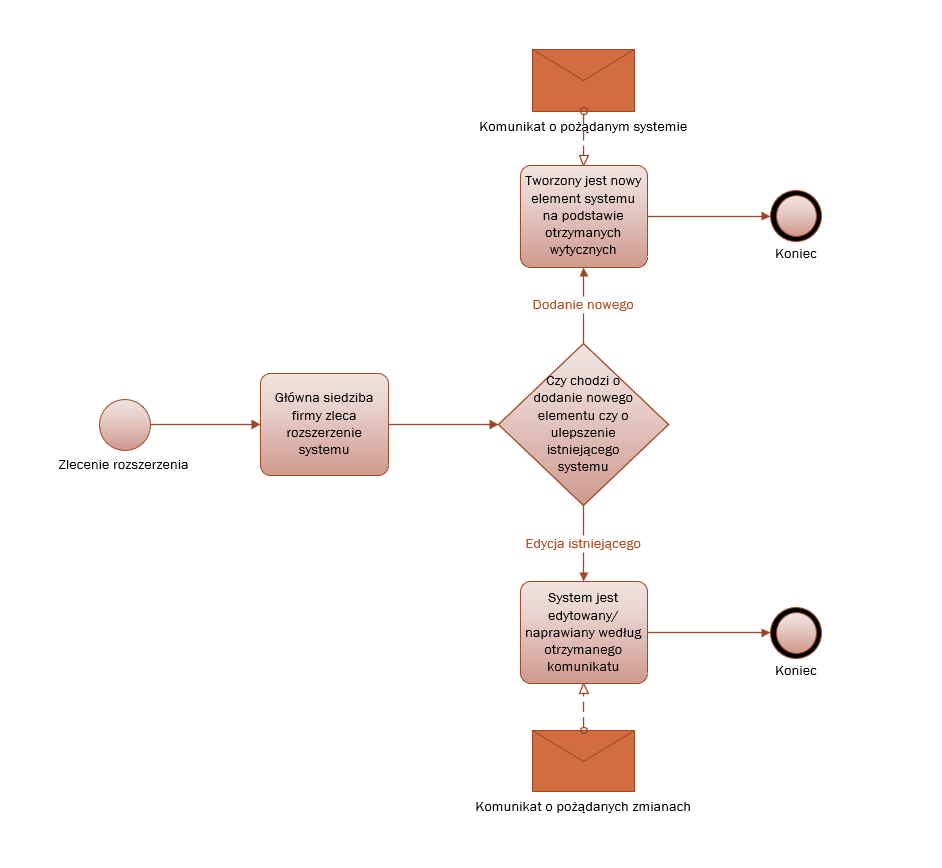 Komunikat o pożądanym systemie
Tworzony jest nowy
element systemu
na podstawie
otrzymanych
wytycznych
Koniec
Dodanie nowego
Zlecenie rozszerzenia
Główna siedziba
firmy zleca
rozszerzenie
systemu
Czy chodzi o
dodanie nowego
elementu czy o
ulepszenie
istniejącego
systemu
Edycja istniejącego
System jest
edytowany/
naprawiany według
otrzymanego
komunikatu
Koniec
Komunikat o pożądanych zmianach